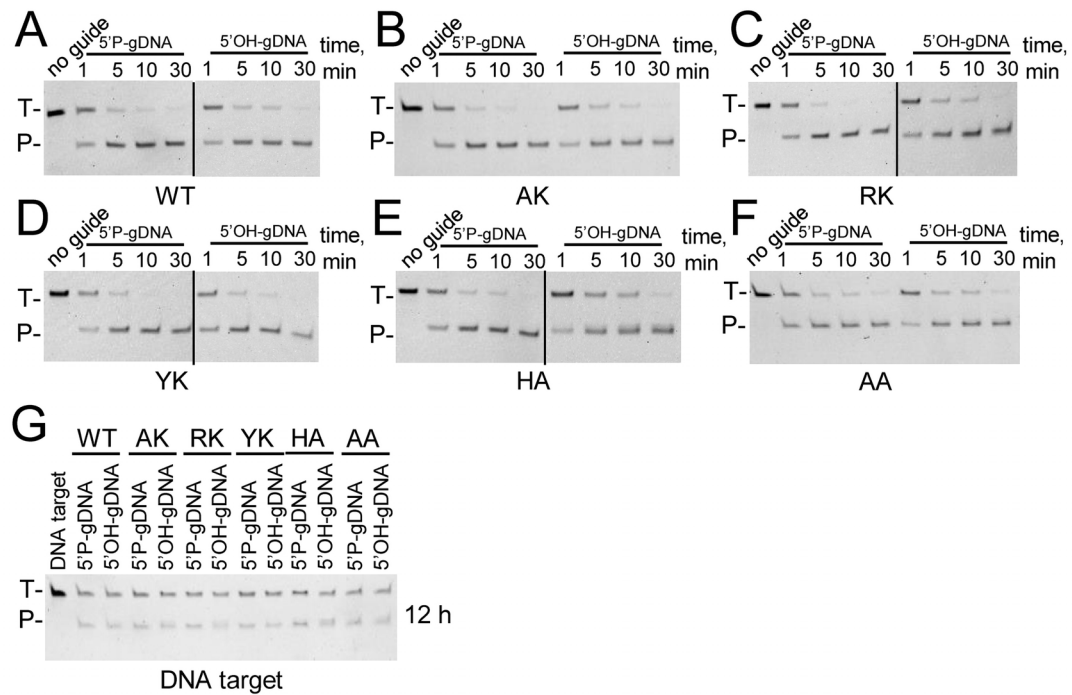 A B C
no guide 5'P-gDNA 5'OH-gDNA time, no guide 5'P-gDNA 5'OH-gDNA time, no guide 5'P-gDNA 5'OH-gDNA time,
1 5 10 30 1 5 10 30 min 1 5 10 30 1 5 10 30 min 1 5 10 30 1 5 10 30 min
T- T- T-
P- P- P-
WT AK RK
D E F
no guide 5'P-gDNA 5'OH-gDNA time, no guide 5'P-gDNA 5'OH-gDNA time, no guide 5'P-gDNA 5'OH-gDNA time,
1 5 10 30 1 5 10 30 min 1 5 10 30 1 5 10 30 min 1 5 10 30 1 5 10 30 min
T- T- T-
P- P- P-
YK HA AA
G
WT AK RK YK HA AA
DNA target 5'P-gDNA 5'OH-gDNA 5'P-gDNA 5'OH-gDNA 5'P-gDNA 5'OH-gDNA 5'P-gDNA 5'OH-gDNA 5'P-gDNA 5'OH-gDNA 5'P-gDNA 5'OH-gDNA
T-
P- 12 h
DNA target